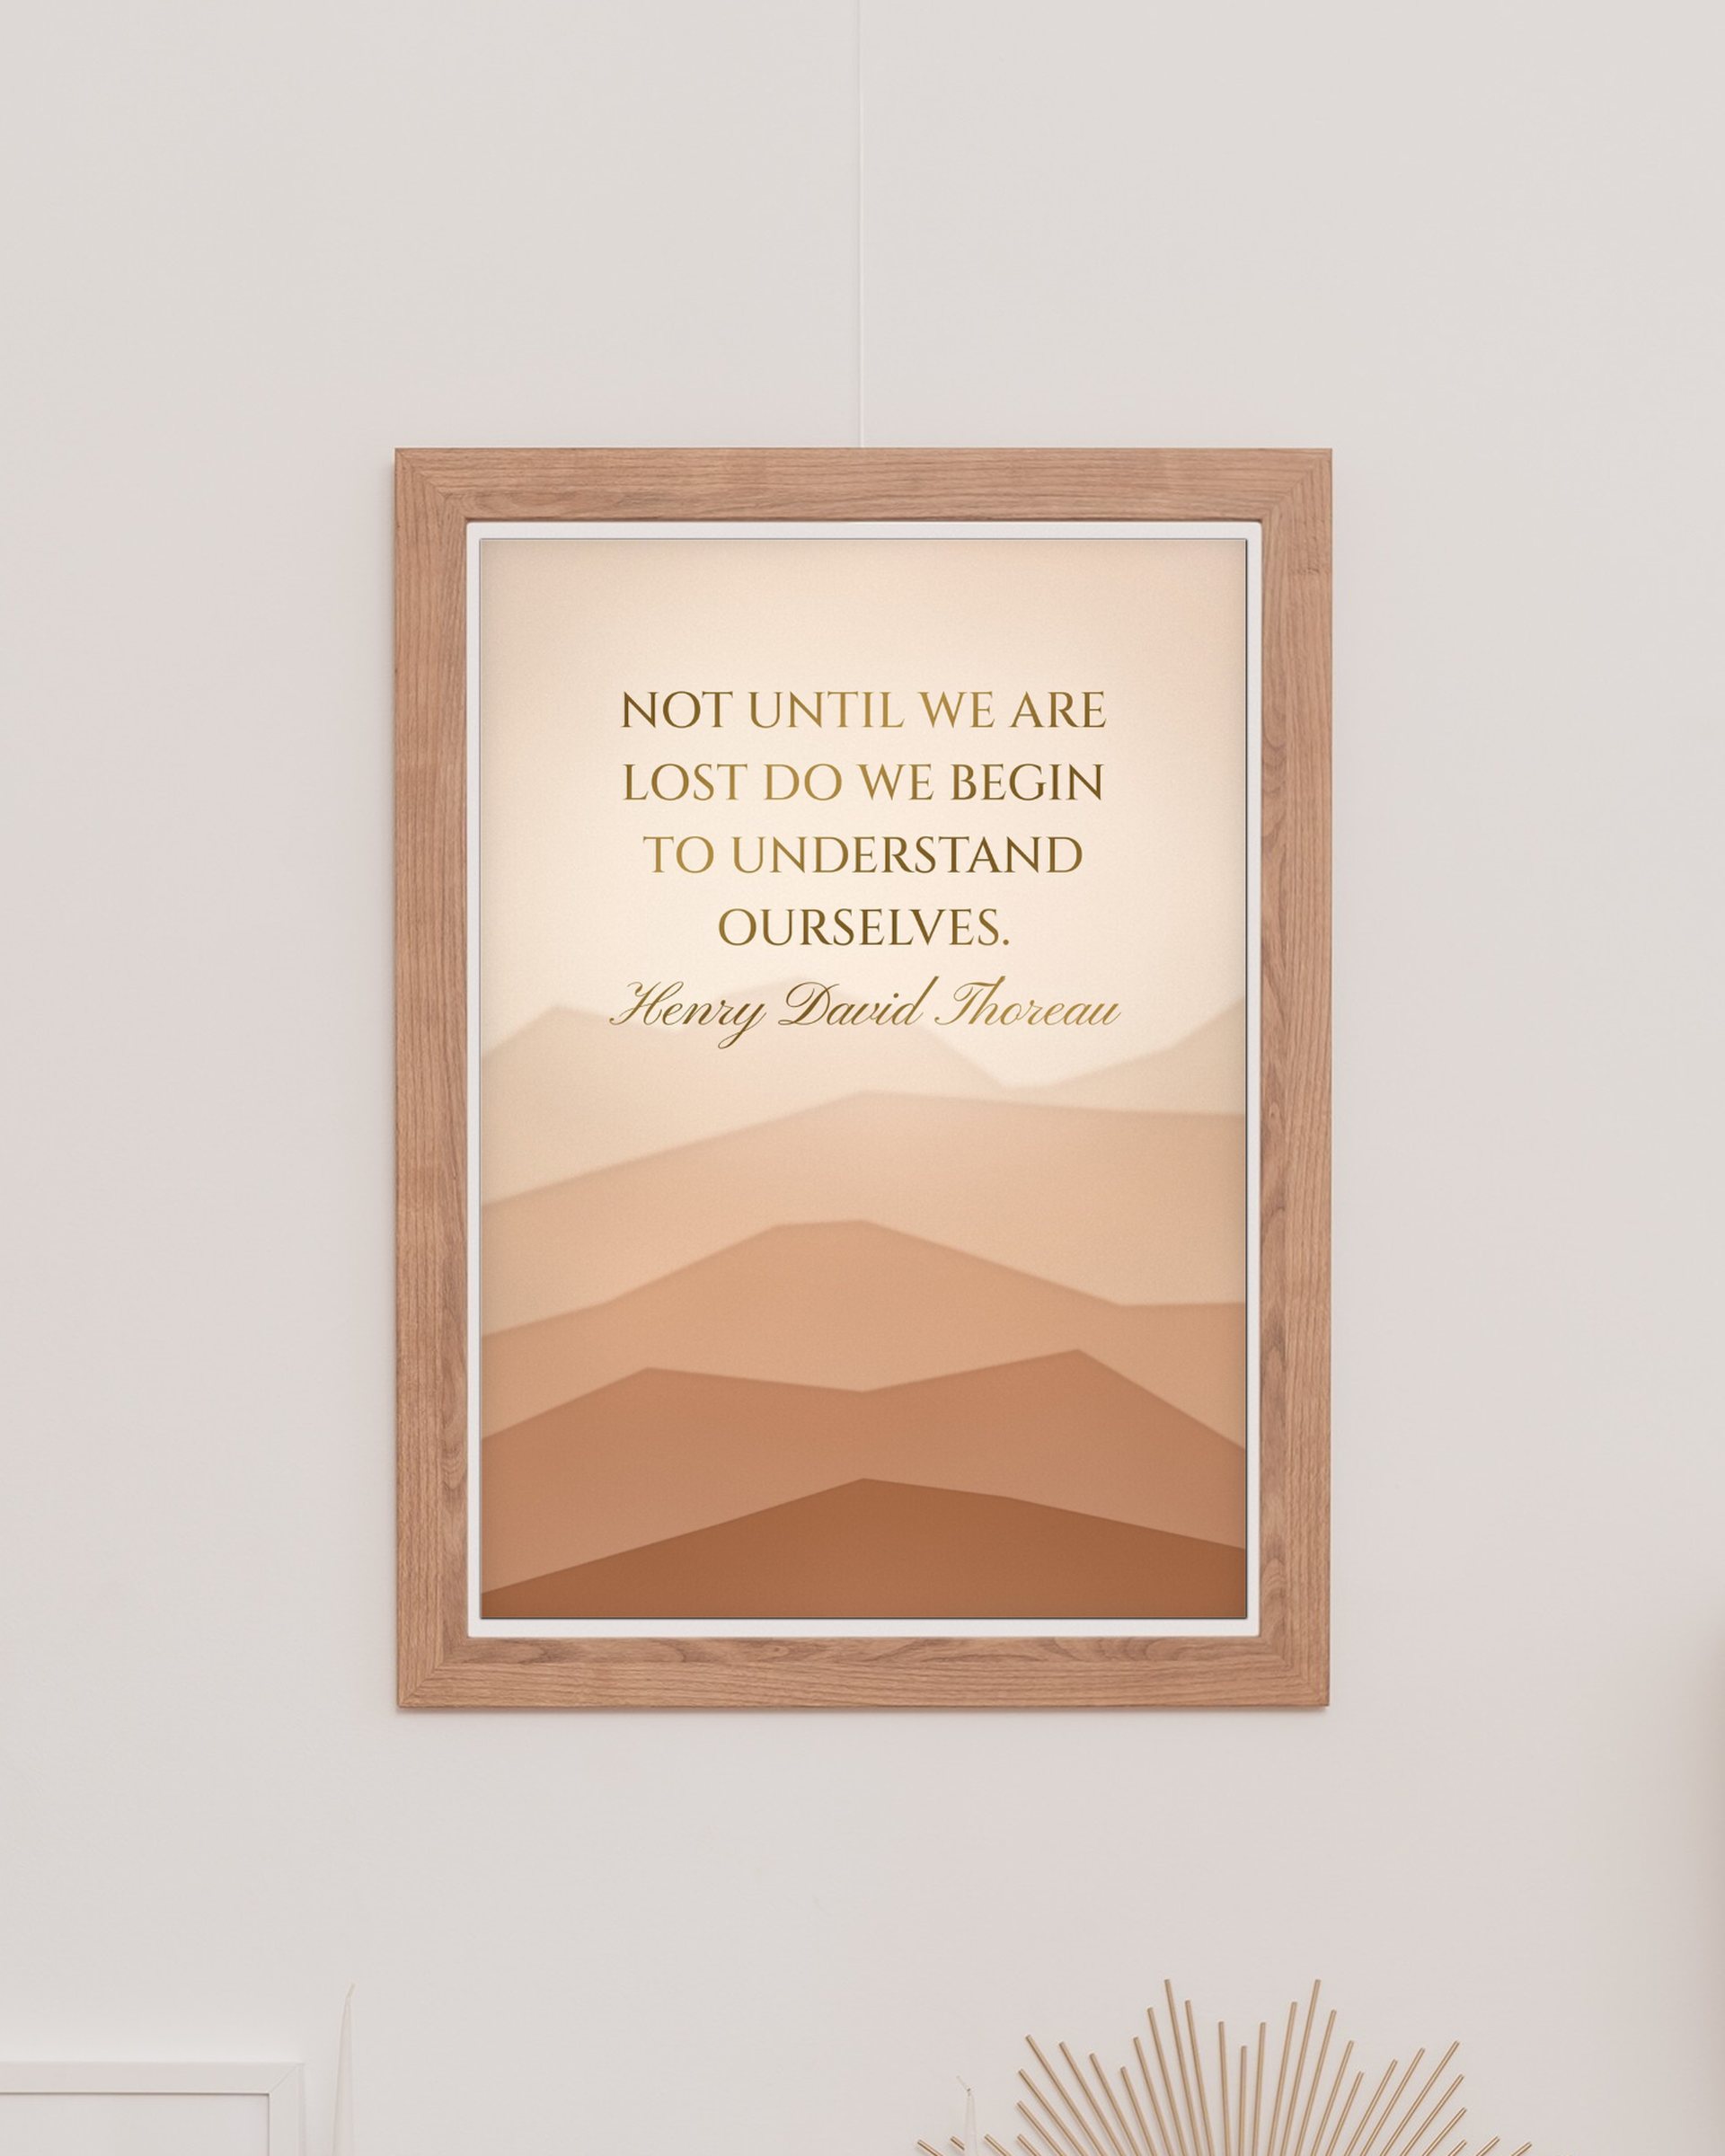 NOT UNTIL WE ARE
LOST DO WE BEGIN
TO UNDERSTAND
OURSELVES.
Henry David Thoreau